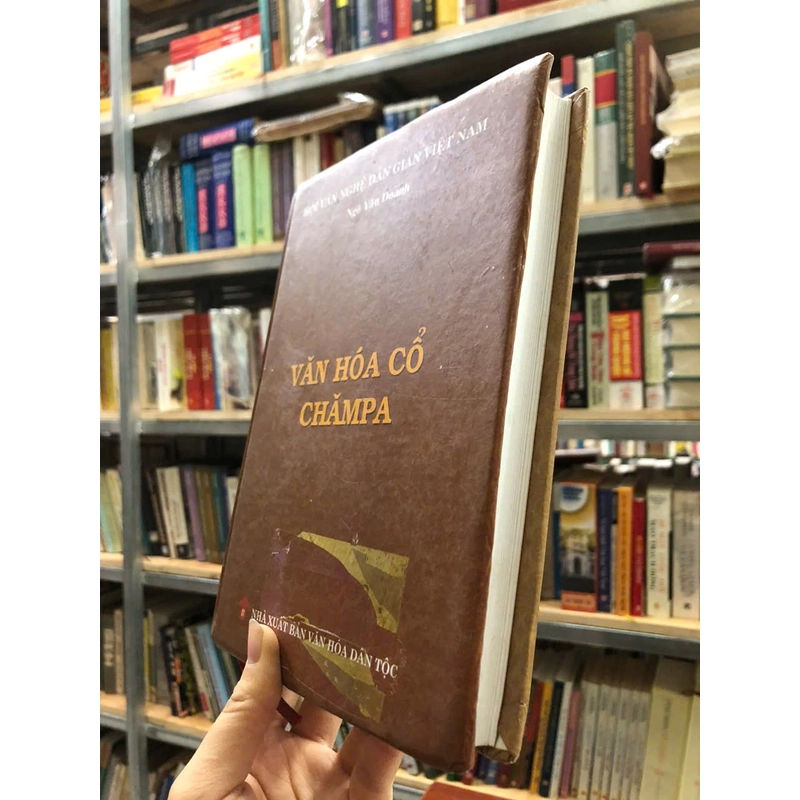 HỘI VĂN NGHỆ DÂN GIAN VIỆT NAM
Ngô Văn Doanh
VĂN HÓA CỔ
CHĂMPA
NHÀ XUẤT BẢN VĂN HÓA DÂN TỘC